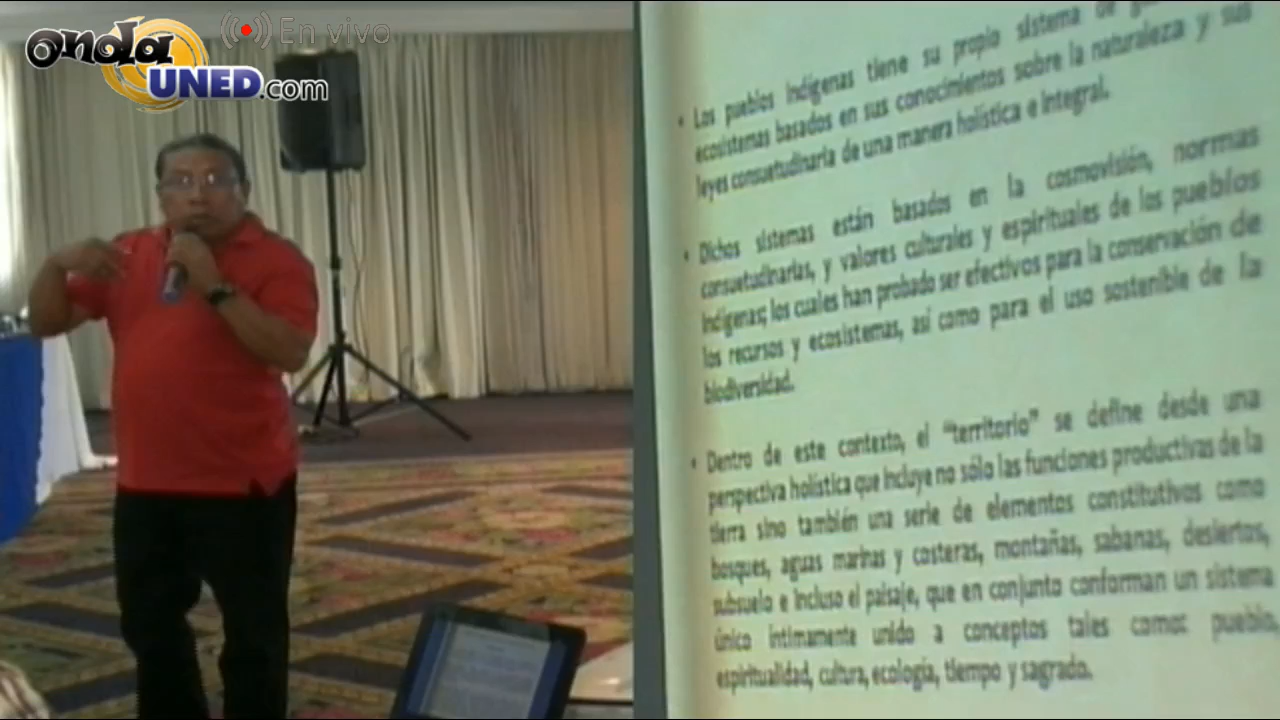 onda
UNED.com
En vivo
• Los pueblos indígenas tiene su propio sistema de
ecosistemas basados en sus conocimientos sobre la naturaleza y sus
leyes consuetudinaria de una manera holística e integral.
• Dichos sistemas están basados en la cosmovisión, normas
consuetudinarias, y valores culturales y espirituales de los pueblos
indígenas; los cuales han probado ser efectivos para la conservación de
los recursos y ecosistemas, así como para el uso sostenible de la
biodiversidad.
• Dentro de este contexto, el "territorio" se define desde una
perspectiva holística que incluye no sólo las funciones productivas de la
tierra sino también una serie de elementos constitutivos como
bosques, aguas marinas y costeras, montañas, sabanas, desiertos,
subsuelo e incluso el paisaje, que en conjunto conforman un sistema
único íntimamente unido a conceptos tales como: pueblo,
espiritualidad, cultura, ecología, tiempo y sagrado.